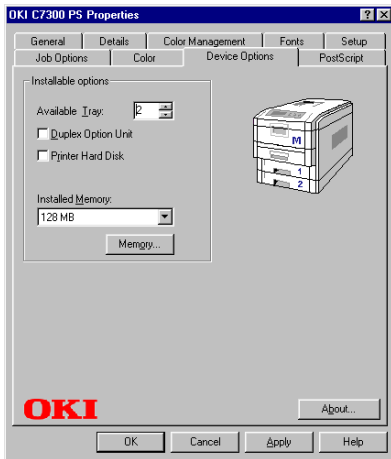 OKI C7300 PS Properties
General Details Color Management Fonts Setup
Job Options Color Device Options PostScript
Installable options
Available Tray: 2
Duplex Option Unit
Printer Hard Disk
Installed Memory:
128 MB
Memory...
M
1
2
OKI
About...
OK Cancel Apply Help